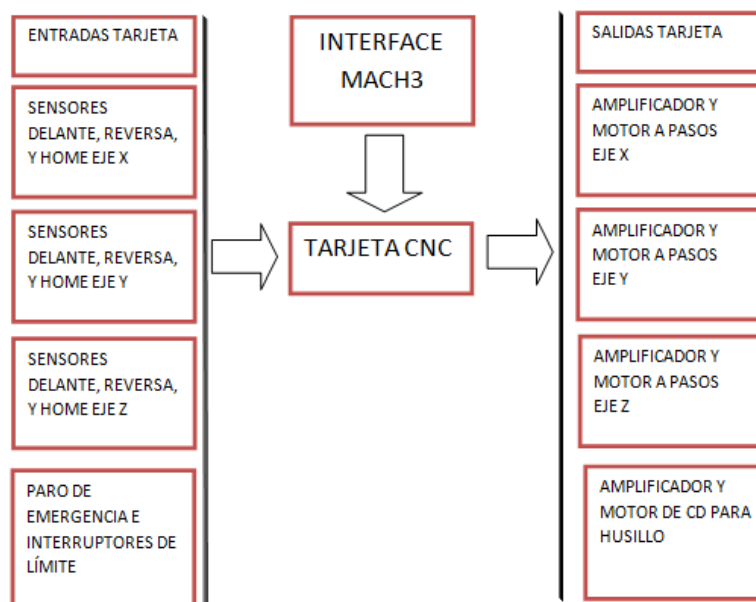 ENTRADAS TARJETA
SENSORES
DELANTE, REVERSA,
Y HOME EJE X
SENSORES
DELANTE, REVERSA,
Y HOME EJE Y
SENSORES
DELANTE, REVERSA,
Y HOME EJE Z
PARO DE
EMERGENCIA E
INTERRUPTORES DE
LÍMITE
INTERFACE
MACH3
TARJETA CNC
SALIDAS TARJETA
AMPLIFICADOR Y
MOTOR A PASOS
EJE X
AMPLIFICADOR Y
MOTOR A PASOS
EJE Y
AMPLIFICADOR Y
MOTOR A PASOS
EJE Z
AMPLIFICADOR Y
MOTOR DE CD PARA
HUSILLO